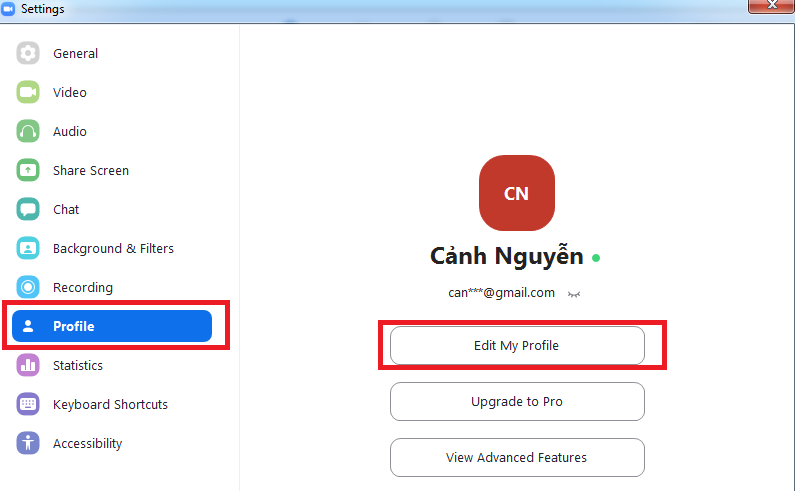 Settings
General
Video
Audio
Share Screen
Chat
Background & Filters
Recording
Profile
Statistics
Keyboard Shortcuts
Accessibility
CN
Cảnh Nguyễn
can***@gmail.com
Edit My Profile
Upgrade to Pro
View Advanced Features